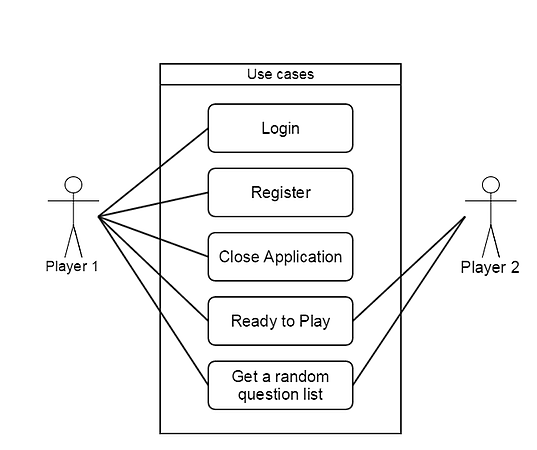 Use cases
Login
Register
Close Application
Player 1
Player 2
Ready to Play
Get a random
question list